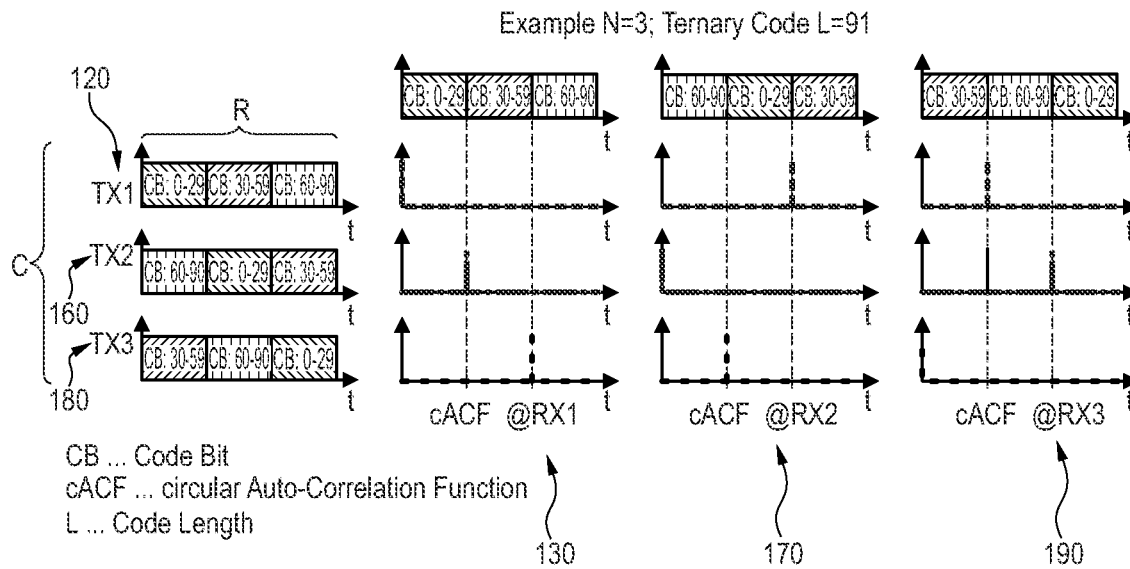 Example N=3; Ternary Code L=91
120
R
CB: 0-29 CB: 30-59 CB: 60-90
t
CB: 60-90 CB: 0-29 CB: 30-59
t
CB: 30-59 CB: 60-90 CB: 0-29
t
C
TX1
CB: 0-29 CB: 30-59 CB: 60-90
t
t
t
t
TX2
160
CB: 60-90 CB: 0-29 CB: 30-59
t
t
t
t
TX3
180
CB: 30-59 CB: 60-90 CB: 0-29
t
t
t
t
cACF @RX1
cACF @RX2
cACF @RX3
CB ... Code Bit
cACF ... circular Auto-Correlation Function
L ... Code Length
130
170
190